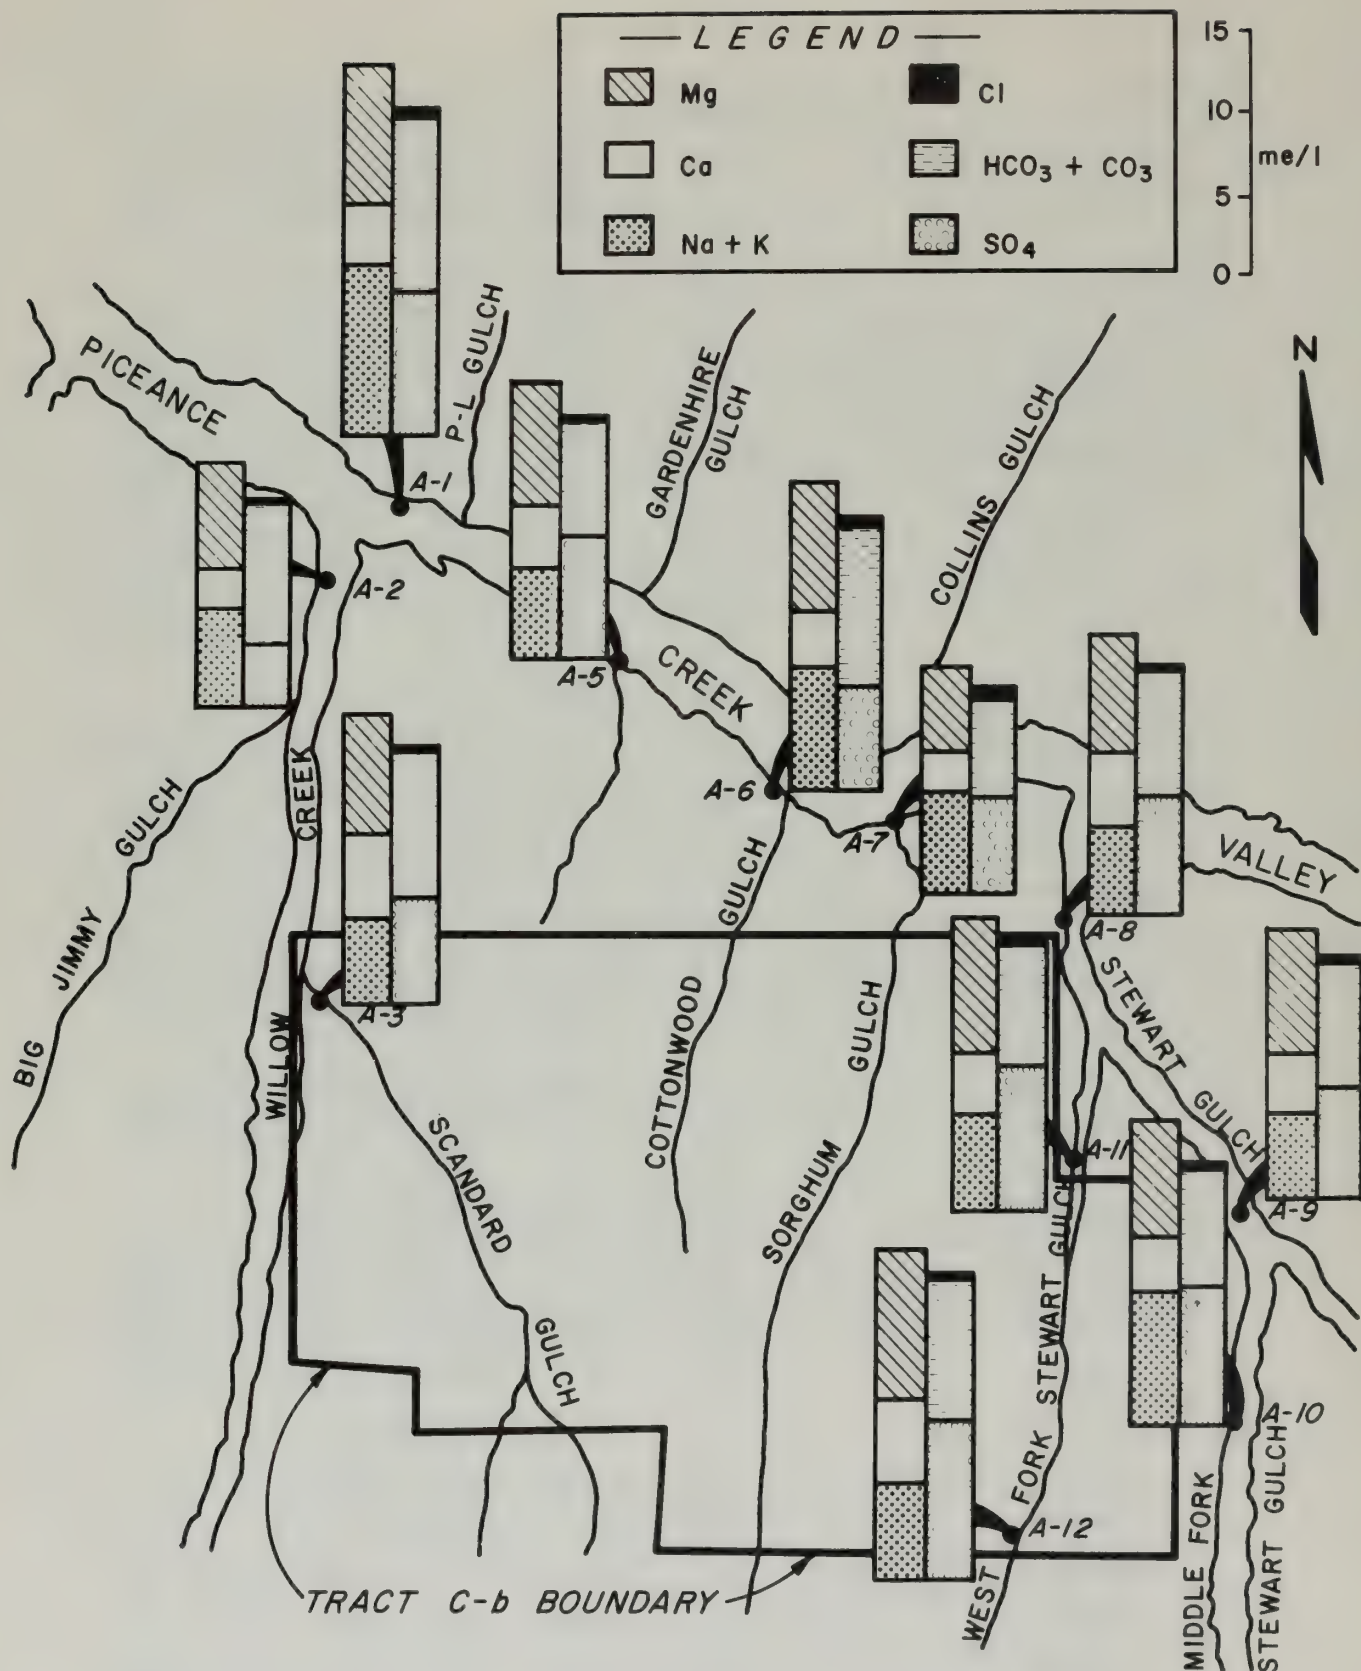 LEGEND
Mg
Cl
Ca
HCO3 + CO3
Na + K
SO4
15
10
me/l
5
0
N
PICEANCE
P-L GULCH
GARDENHIRE
GULCH
COLLINS GULCH
A-1
A-2
A-5
CREEK
A-6
A-7
A-8
VALLEY
BIG JIMMY GULCH
WILLOW CREEK
A-3
COTTONWOOD GULCH
SORGHUM GULCH
STEWART GULCH
A-11
A-9
SCANDARD GULCH
WEST FORK STEWART GULCH
A-10
A-12
MIDDLE FORK
STEWART GULCH
TRACT C-b BOUNDARY